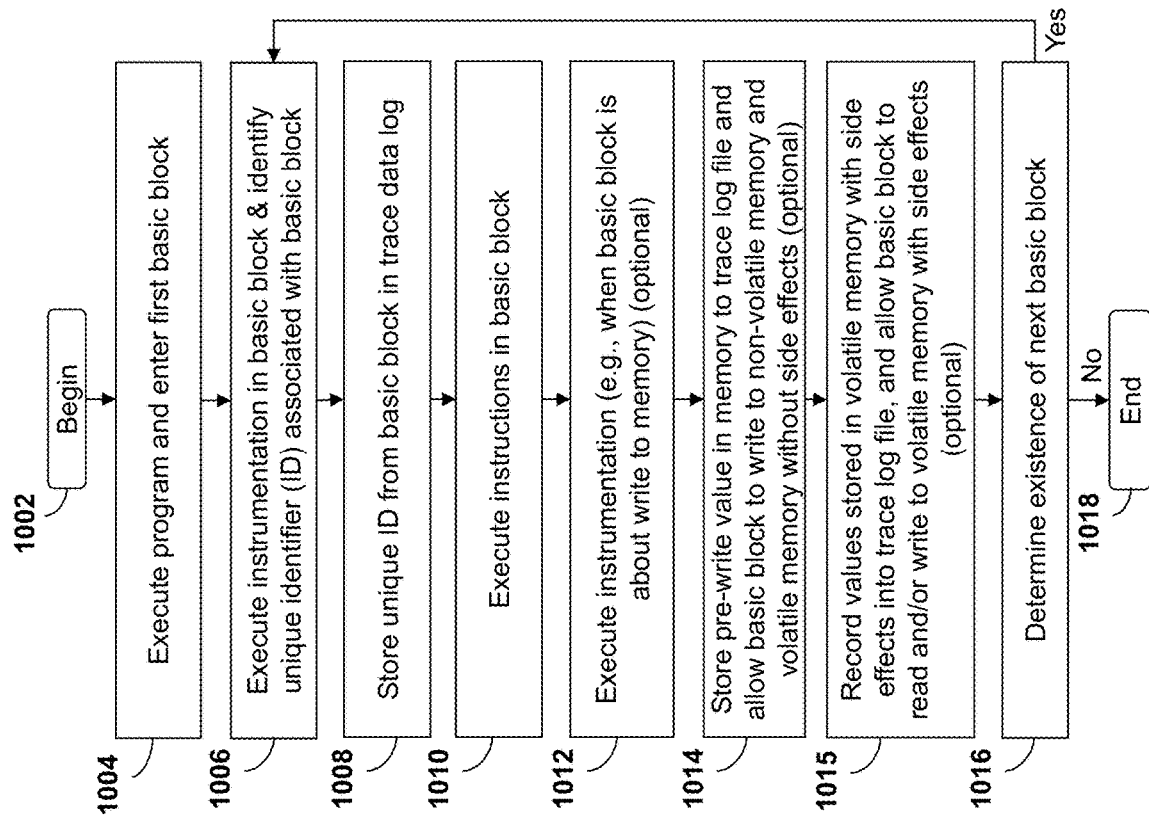 1002
Begin
1004
Execute program and enter first basic block
1006
Execute instrumentation in basic block & identify
unique identifier (ID) associated with basic block
1008
Store unique ID from basic block in trace data log
1010
Execute instructions in basic block
1012
Execute instrumentation (e.g., when basic block is
about write to memory) (optional)
1014
Store pre-write value in memory to trace log file and
allow basic block to write to non-volatile memory and
volatile memory without side effects (optional)
1015
Record values stored in volatile memory with side
effects into trace log file, and allow basic block to
read and/or write to volatile memory with side effects
(optional)
1016
Determine existence of next basic block
Yes
No
1018
End